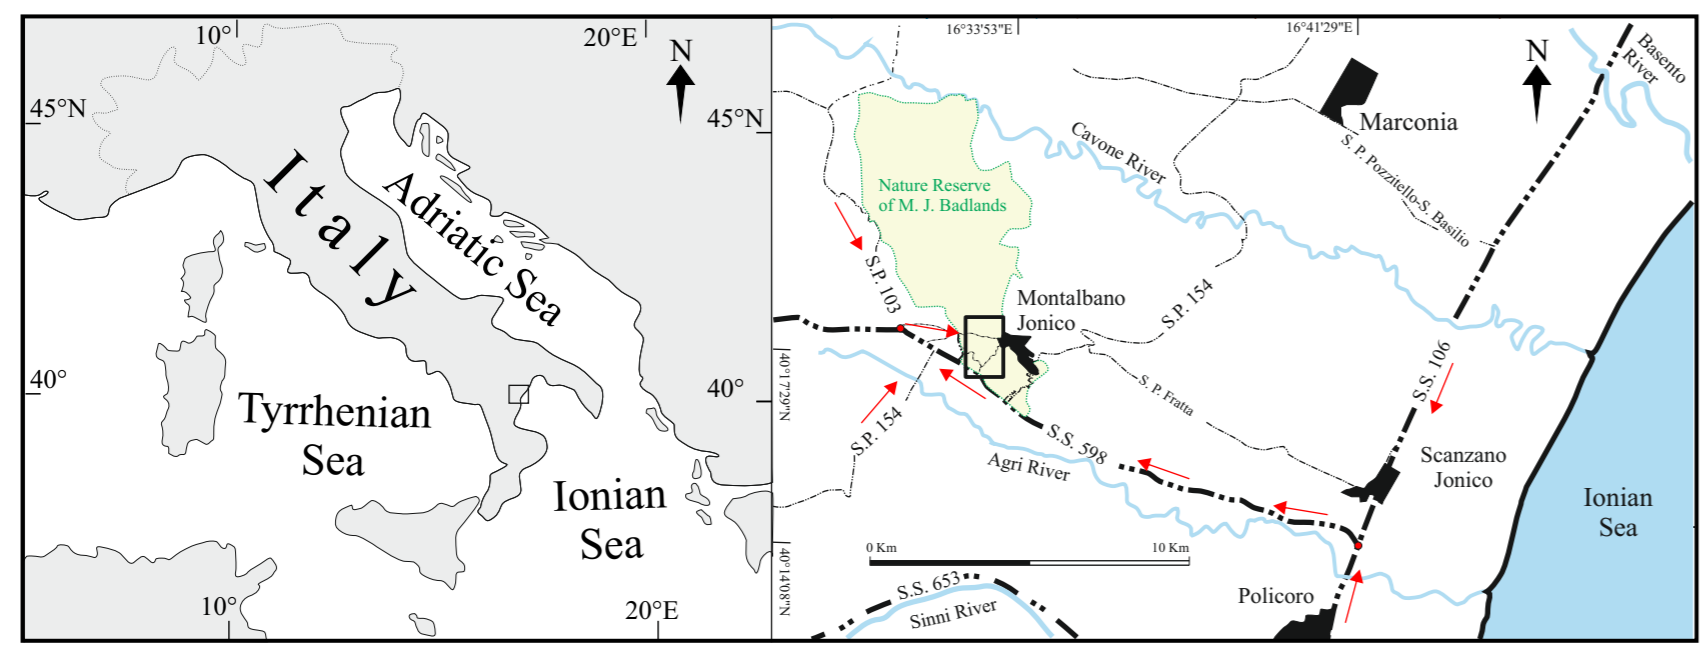 10°
20°E
N
45°N
45°N
Italy
Adriatic Sea
40°
40°
Tyrrhenian
Sea
Ionian
Sea
10°
20°E
16°33'53"E
16°41'29"E
N
Basento
River
Marconia
Cavone River
S. P. Pozzitello-S. Basilio
Nature Reserve
of M. J. Badlands
S.P. 103
Montalbano
Jonico
S.P. 154
40°17'29"N
S.S. 106
S. P. Fratta
S.P. 154
S.S. 598
Agri River
Scanzano
Jonico
Ionian
Sea
0 Km
10 Km
40°14'08"N
S.S. 653
Sinni River
Policoro